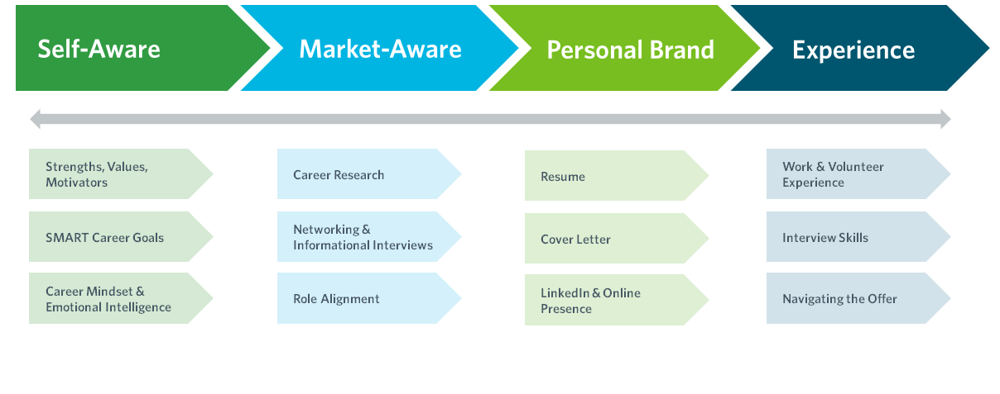 Self-Aware
Market-Aware
Personal Brand
Experience
Strengths, Values,
Motivators
SMART Career Goals
Career Mindset &
Emotional Intelligence
Career Research
Networking &
Informational Interviews
Role Alignment
Resume
Cover Letter
LinkedIn & Online
Presence
Work & Volunteer
Experience
Interview Skills
Navigating the Offer